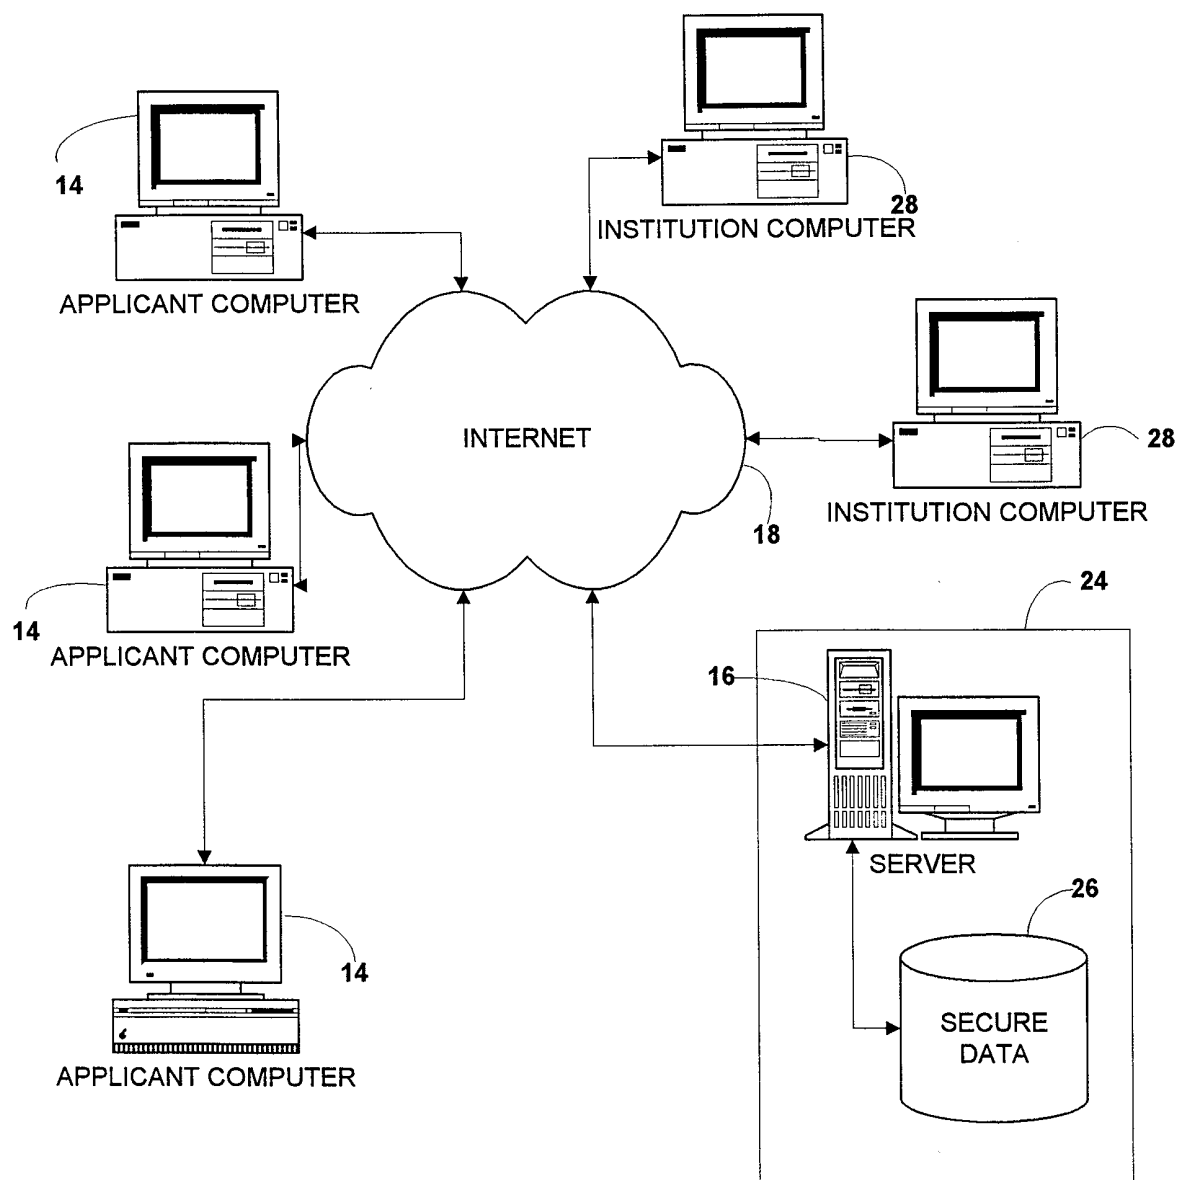 14
APPLICANT COMPUTER
28
INSTITUTION COMPUTER
INTERNET
18
28
INSTITUTION COMPUTER
14
APPLICANT COMPUTER
24
16
SERVER
26
SECURE
DATA
14
APPLICANT COMPUTER